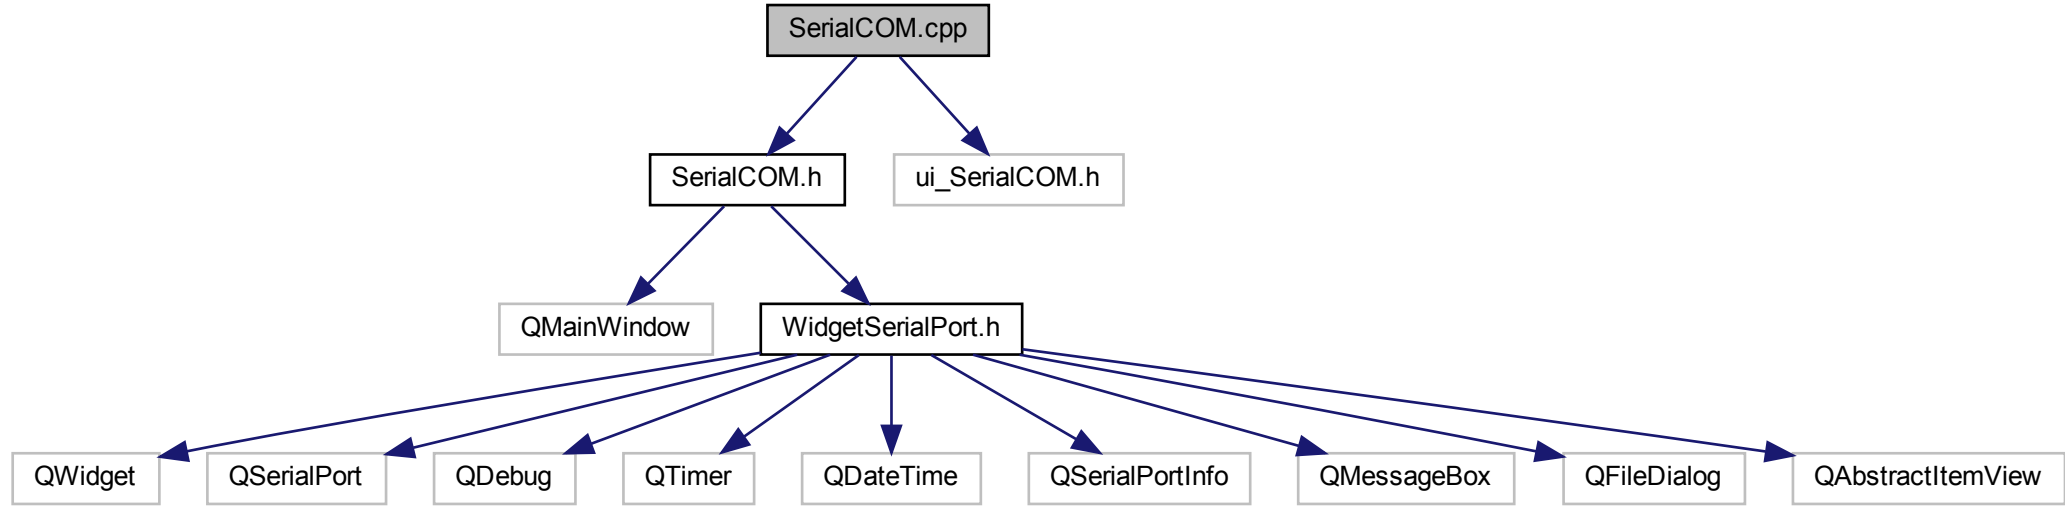 SerialCOM.cpp
SerialCOM.h
ui_SerialCOM.h
QMainWindow
WidgetSerialPort.h
QWidget
QSerialPort
QDebug
QTimer
QDateTime
QSerialPortInfo
QMessageBox
QFileDialog
QAbstractItemView